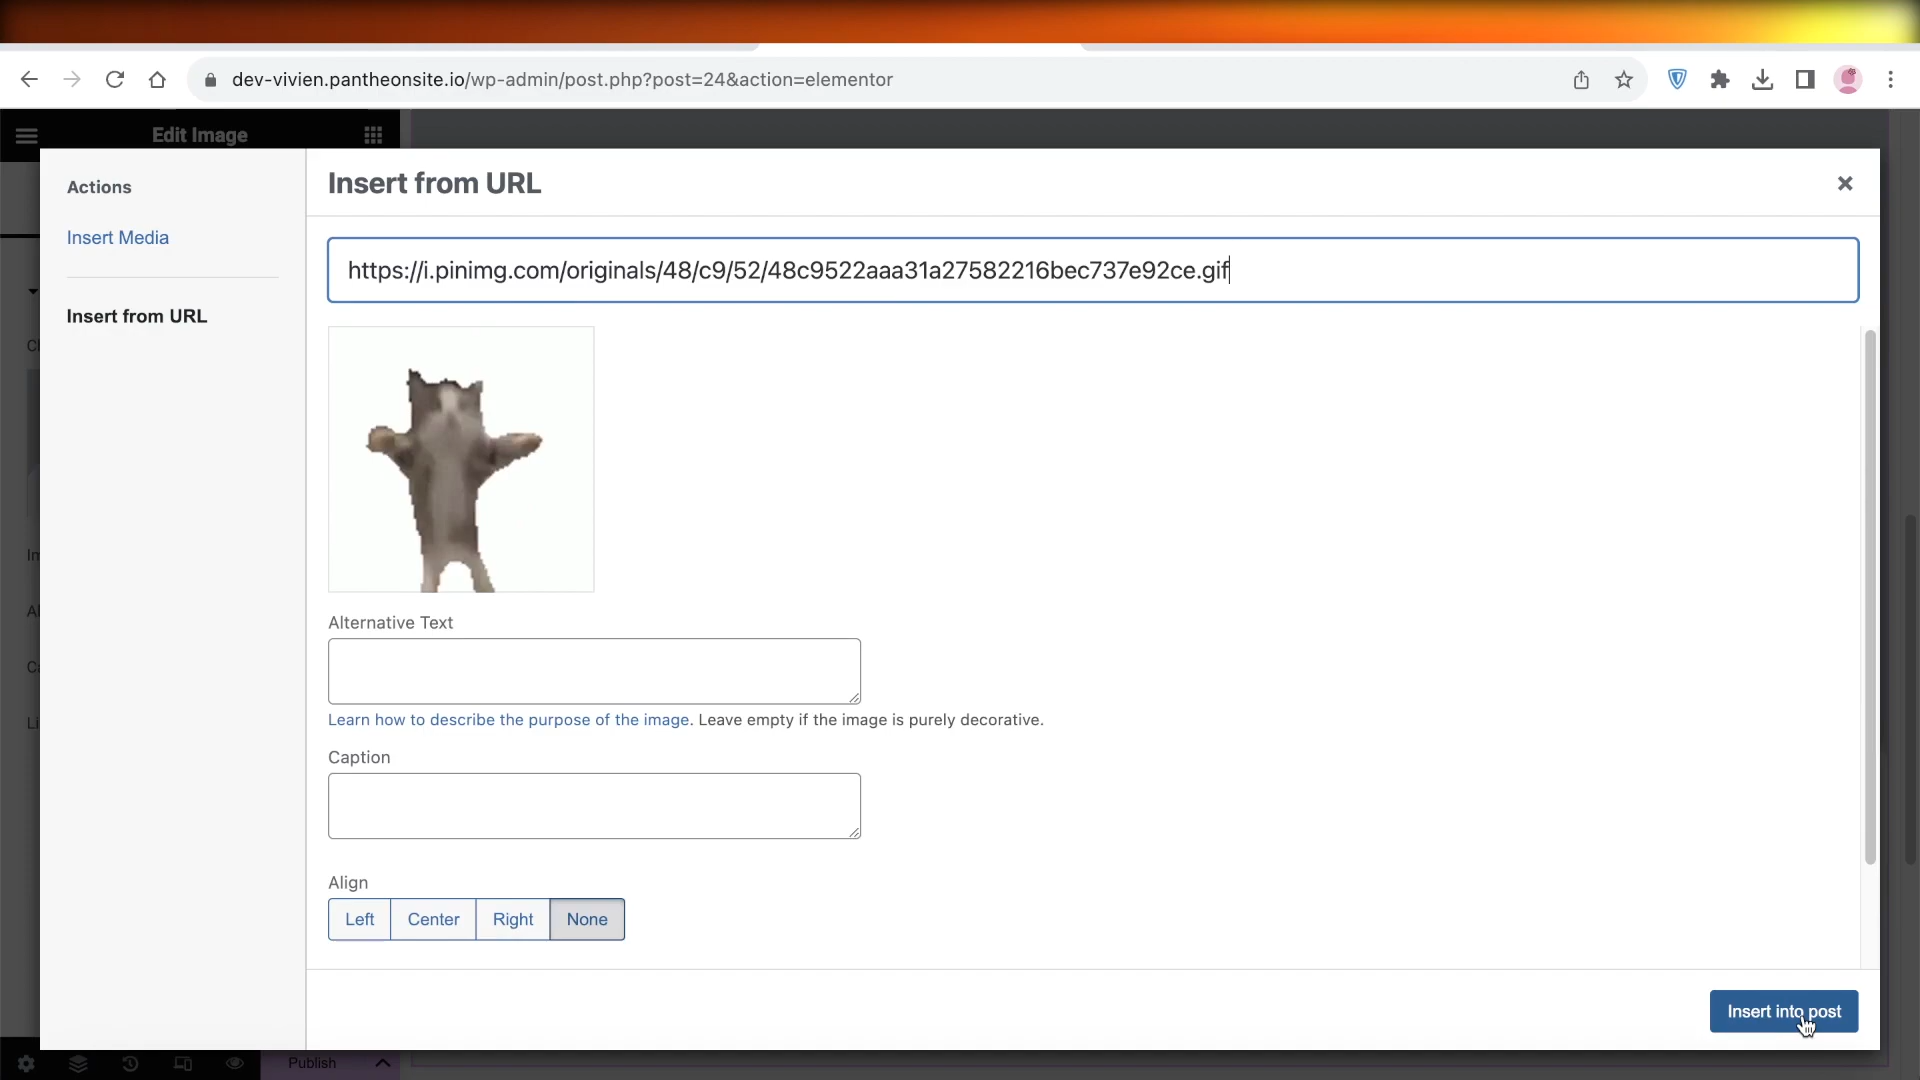 dev-vivien.pantheonsite.io/wp-admin/post.php?post=24&action=elementor
Edit Image
Actions
Insert Media
Insert from URL
Insert from URL
https://i.pinimg.com/originals/48/c9/52/48c9522aaa31a27582216bec737e92ce.gif
Alternative Text
Learn how to describe the purpose of the image. Leave empty if the image is purely decorative.
Caption
Align
Left Center Right None
Insert into post
Publish